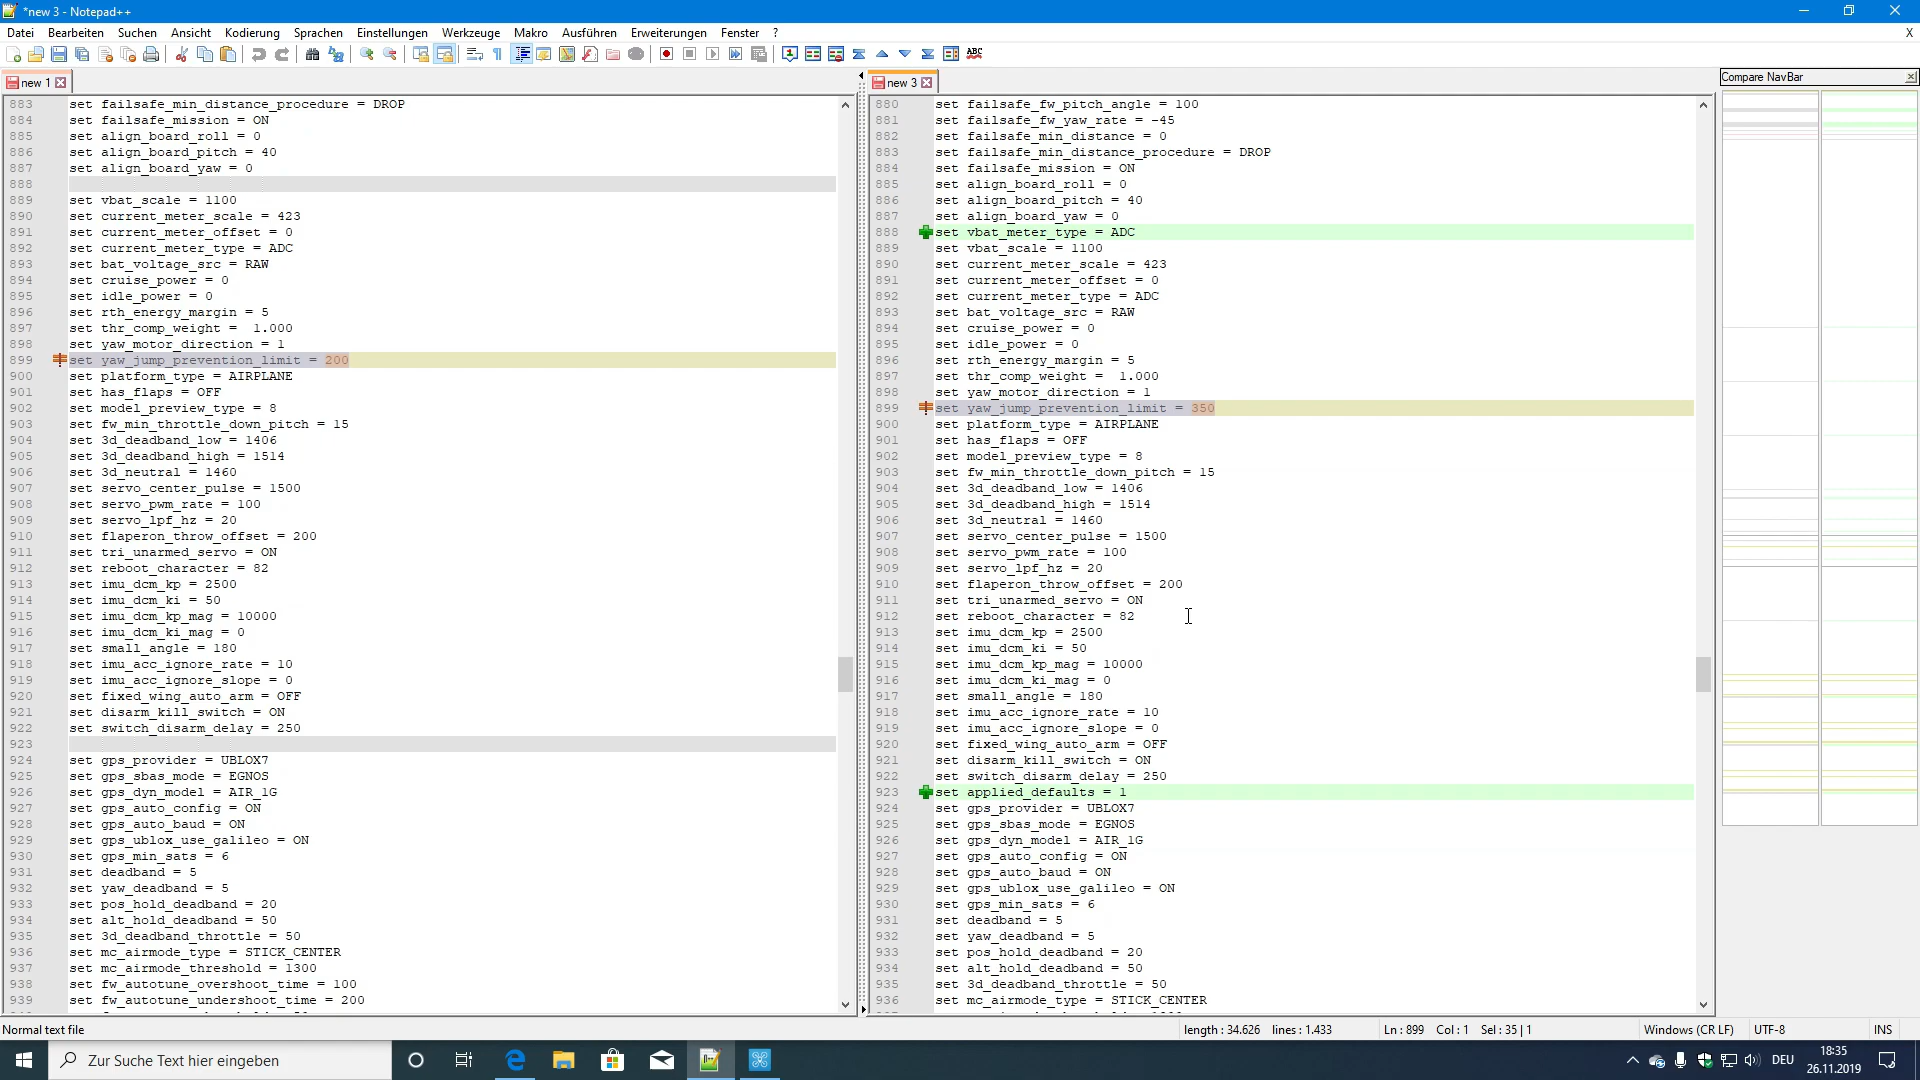 *new 3 - Notepad++
Datei Bearbeiten Suchen Ansicht Kodierung Sprachen Einstellungen Werkzeuge Makro Ausführen Erweiterungen Fenster ? X
new 1
883 set failsafe_min_distance_procedure = DROP
884 set failsafe_mission = ON
885 set align_board_roll = 0
886 set align_board_pitch = 40
887 set align_board_yaw = 0
888
889 set vbat_scale = 1100
890 set current_meter_scale = 423
891 set current_meter_offset = 0
892 set current_meter_type = ADC
893 set bat_voltage_src = RAW
894 set cruise_power = 0
895 set idle_power = 0
896 set rth_energy_margin = 5
897 set thr_comp_weight =  1.000
898 set yaw_motor_direction = 1
899 set yaw_jump_prevention_limit = 200
900 set platform_type = AIRPLANE
901 set has_flaps = OFF
902 set model_preview_type = 8
903 set fw_min_throttle_down_pitch = 15
904 set 3d_deadband_low = 1406
905 set 3d_deadband_high = 1514
906 set 3d_neutral = 1460
907 set servo_center_pulse = 1500
908 set servo_pwm_rate = 100
909 set servo_lpf_hz = 20
910 set flaperon_throw_offset = 200
911 set tri_unarmed_servo = ON
912 set reboot_character = 82
913 set imu_dcm_kp = 2500
914 set imu_dcm_ki = 50
915 set imu_dcm_kp_mag = 10000
916 set imu_dcm_ki_mag = 0
917 set small_angle = 180
918 set imu_acc_ignore_rate = 10
919 set imu_acc_ignore_slope = 0
920 set fixed_wing_auto_arm = OFF
921 set disarm_kill_switch = ON
922 set switch_disarm_delay = 250
923
924 set gps_provider = UBLOX7
925 set gps_sbas_mode = EGNOS
926 set gps_dyn_model = AIR_1G
927 set gps_auto_config = ON
928 set gps_auto_baud = ON
929 set gps_ublox_use_galileo = ON
930 set gps_min_sats = 6
931 set deadband = 5
932 set yaw_deadband = 5
933 set pos_hold_deadband = 20
934 set alt_hold_deadband = 50
935 set 3d_deadband_throttle = 50
936 set mc_airmode_type = STICK_CENTER
937 set mc_airmode_threshold = 1300
938 set fw_autotune_overshoot_time = 100
939 set fw_autotune_undershoot_time = 200
new 3
880 set failsafe_fw_pitch_angle = 100
881 set failsafe_fw_yaw_rate = -45
882 set failsafe_min_distance = 0
883 set failsafe_min_distance_procedure = DROP
884 set failsafe_mission = ON
885 set align_board_roll = 0
886 set align_board_pitch = 40
887 set align_board_yaw = 0
888 set vbat_meter_type = ADC
889 set vbat_scale = 1100
890 set current_meter_scale = 423
891 set current_meter_offset = 0
892 set current_meter_type = ADC
893 set bat_voltage_src = RAW
894 set cruise_power = 0
895 set idle_power = 0
896 set rth_energy_margin = 5
897 set thr_comp_weight =  1.000
898 set yaw_motor_direction = 1
899 set yaw_jump_prevention_limit = 350
900 set platform_type = AIRPLANE
901 set has_flaps = OFF
902 set model_preview_type = 8
903 set fw_min_throttle_down_pitch = 15
904 set 3d_deadband_low = 1406
905 set 3d_deadband_high = 1514
906 set 3d_neutral = 1460
907 set servo_center_pulse = 1500
908 set servo_pwm_rate = 100
909 set servo_lpf_hz = 20
910 set flaperon_throw_offset = 200
911 set tri_unarmed_servo = ON
912 set reboot_character = 82
913 set imu_dcm_kp = 2500
914 set imu_dcm_ki = 50
915 set imu_dcm_kp_mag = 10000
916 set imu_dcm_ki_mag = 0
917 set small_angle = 180
918 set imu_acc_ignore_rate = 10
919 set imu_acc_ignore_slope = 0
920 set fixed_wing_auto_arm = OFF
921 set disarm_kill_switch = ON
922 set switch_disarm_delay = 250
923 set applied_defaults = 1
924 set gps_provider = UBLOX7
925 set gps_sbas_mode = EGNOS
926 set gps_dyn_model = AIR_1G
927 set gps_auto_config = ON
928 set gps_auto_baud = ON
929 set gps_ublox_use_galileo = ON
930 set gps_min_sats = 6
931 set deadband = 5
932 set yaw_deadband = 5
933 set pos_hold_deadband = 20
934 set alt_hold_deadband = 50
935 set 3d_deadband_throttle = 50
936 set mc_airmode_type = STICK_CENTER
Compare NavBar
Normal text file length : 34.626 lines : 1.433 Ln : 899 Col : 1 Sel : 35 | 1 Windows (CR LF) UTF-8 INS
Zur Suche Text hier eingeben
DEU
18:35
26.11.2019